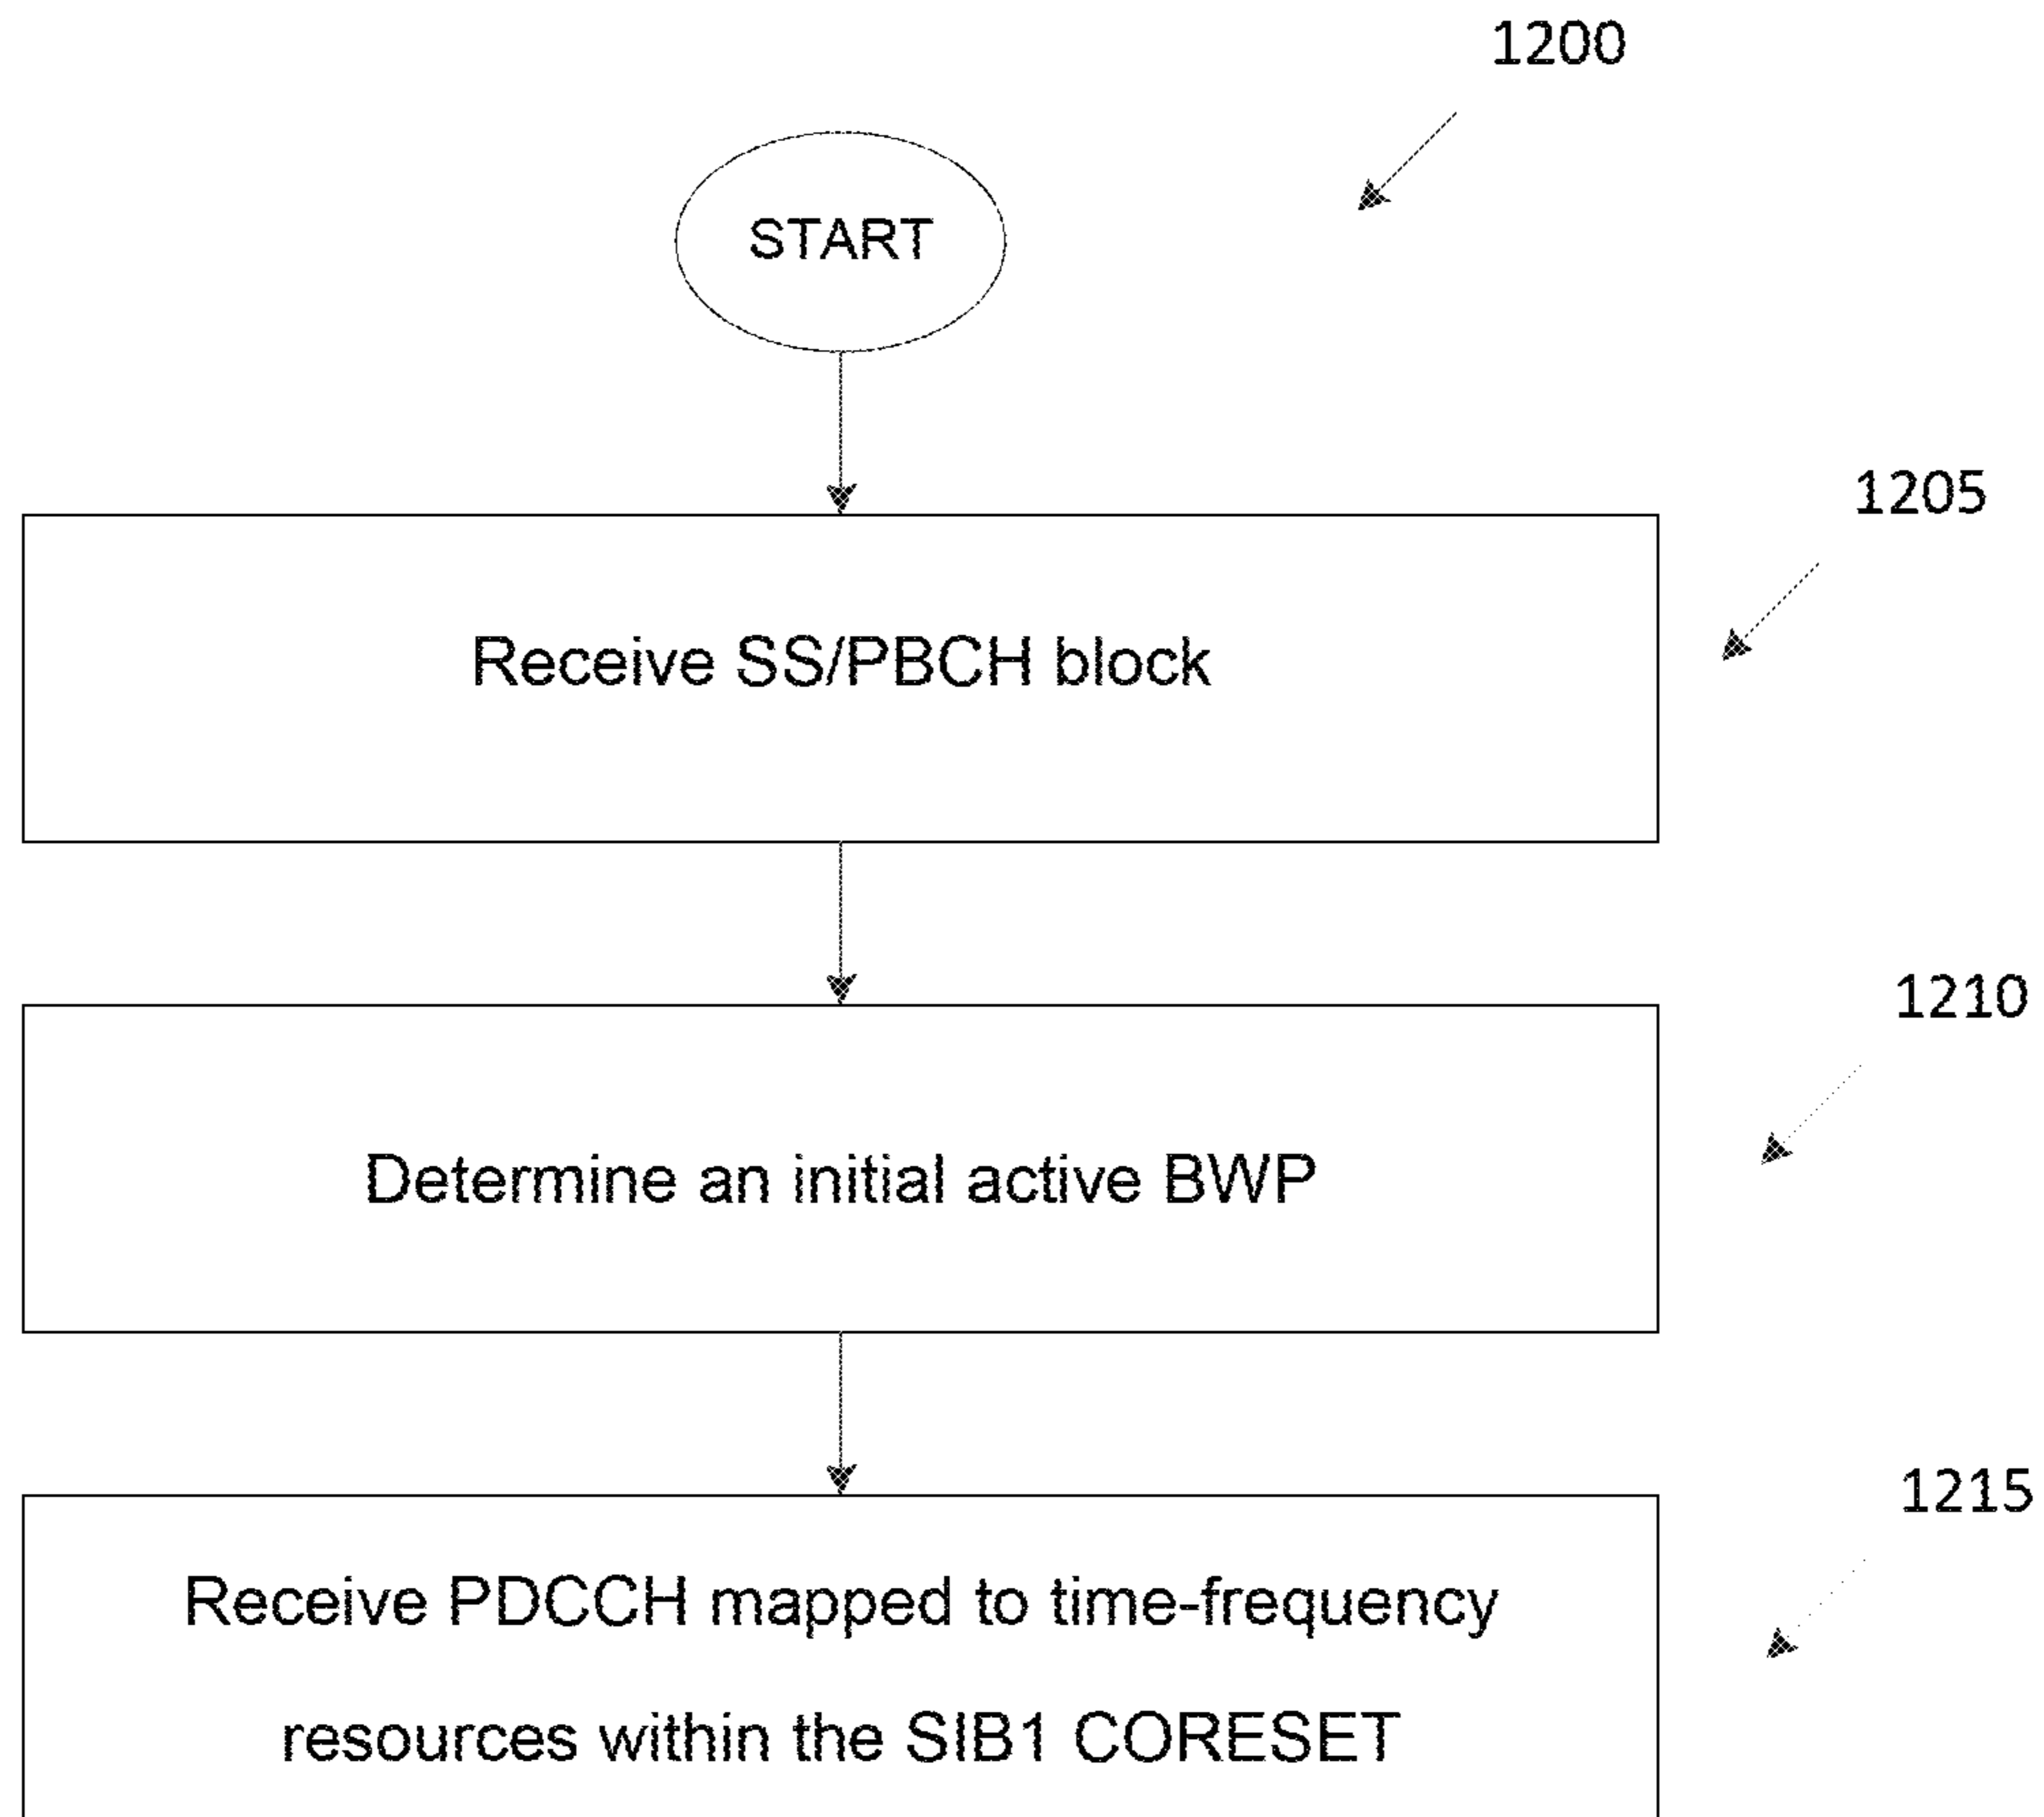 1200
START
1205
Receive SS/PBCH block
1210
Determine an initial active BWP
1215
Receive PDCCH mapped to time-frequency
resources within the SIB1 CORESET